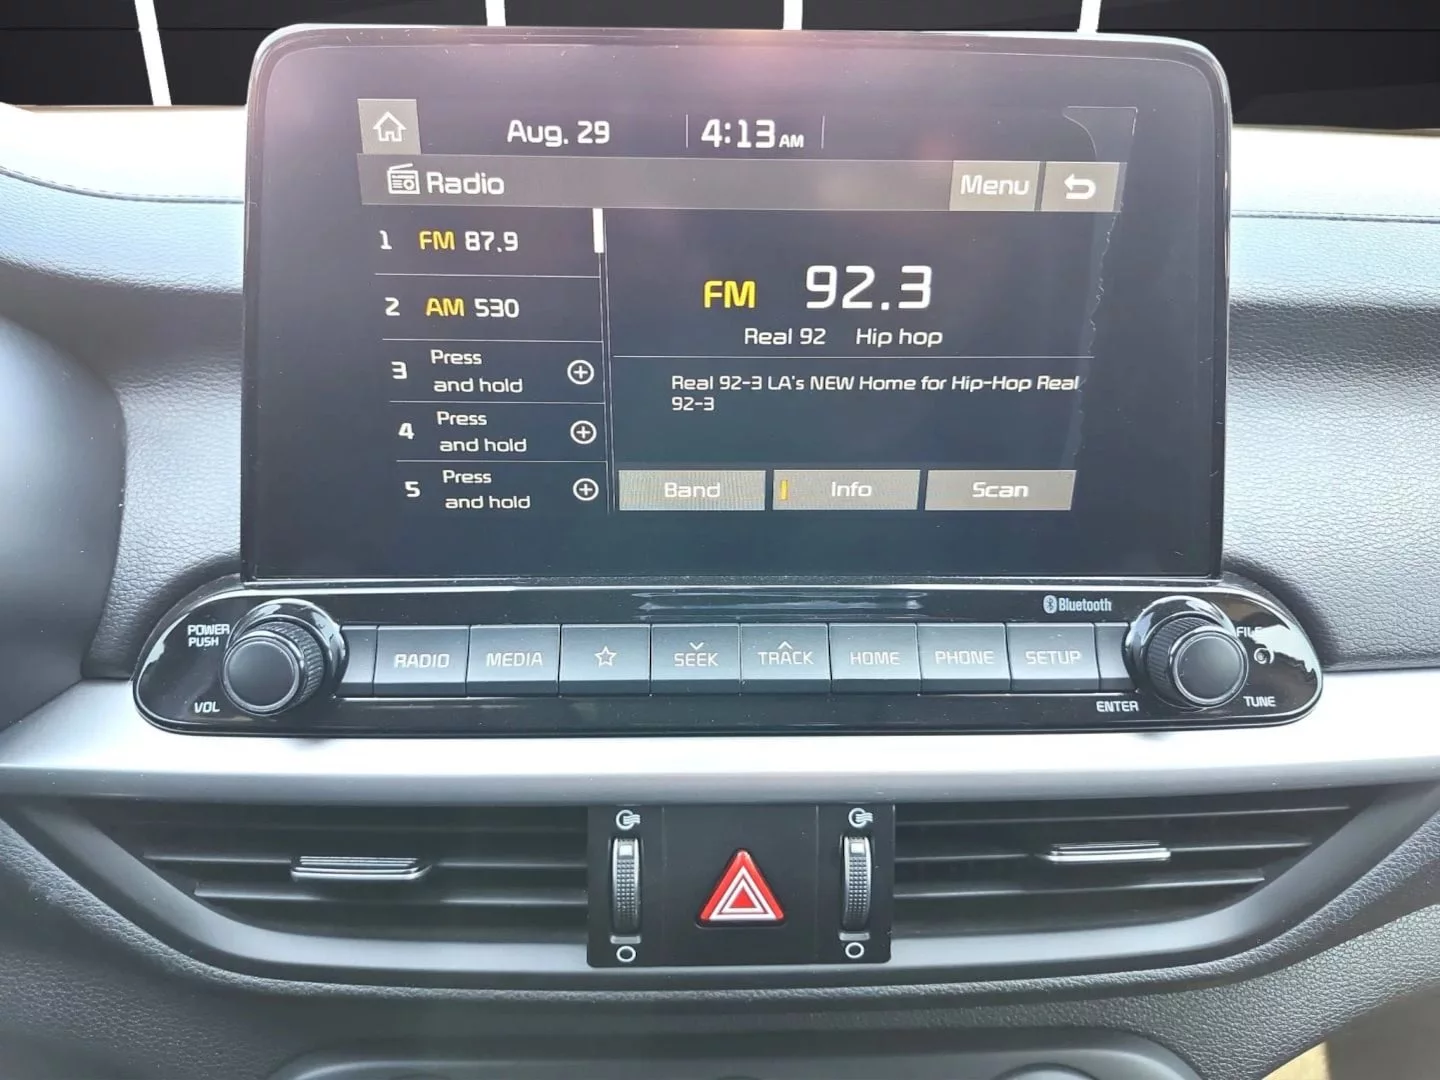 Aug. 29 4:13 AM
Radio Menu
1 FM 87.9
2 AM 530
3 Press
and hold
4 Press
and hold
5 Press
and hold
FM 92.3
Real 92 Hip hop
Real 92-3 LA's NEW Home for Hip-Hop Real
92-3
Band Info Scan
Bluetooth
POWER
PUSH
VOL
RADIO MEDIA SEEK TRACK HOME PHONE SETUP
FILE
ENTER
TUNE